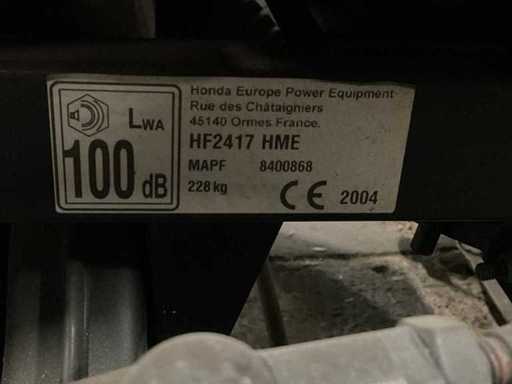 Honda Europe Power Equipment
Rue des Châtaigniers
45140 Ormes France.
LWA
HF2417 HME
MAPF 8400868
100 dB
228 kg CE 2004